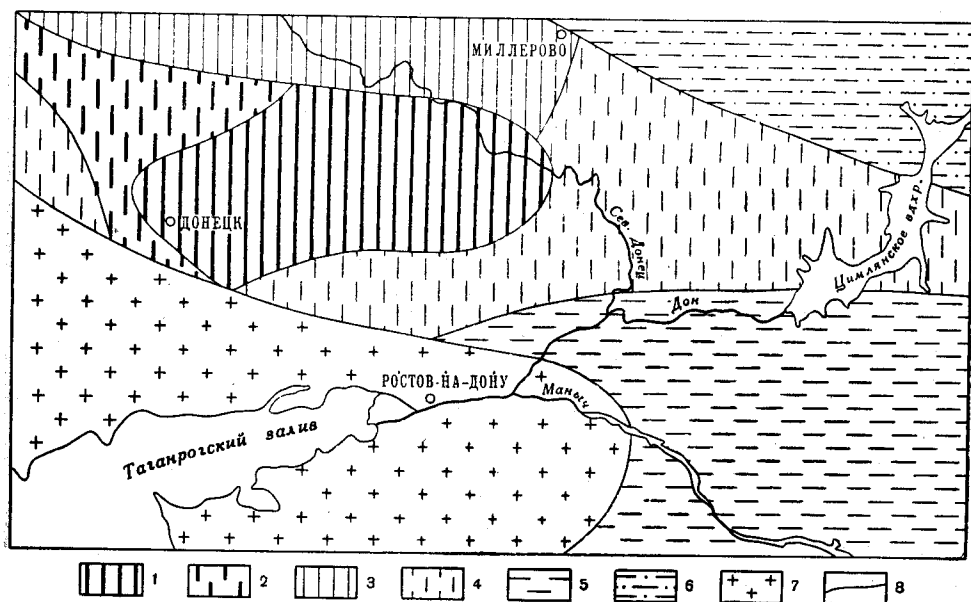 МИЛЛЕРОВО
ДОНЕЦК
Сев. Донец
Цимлянское вдхр.
Дон
РОСТОВ-НА-ДОНУ
Маныч
Таганрогский залив
1 2 3 4 5 6 7 8